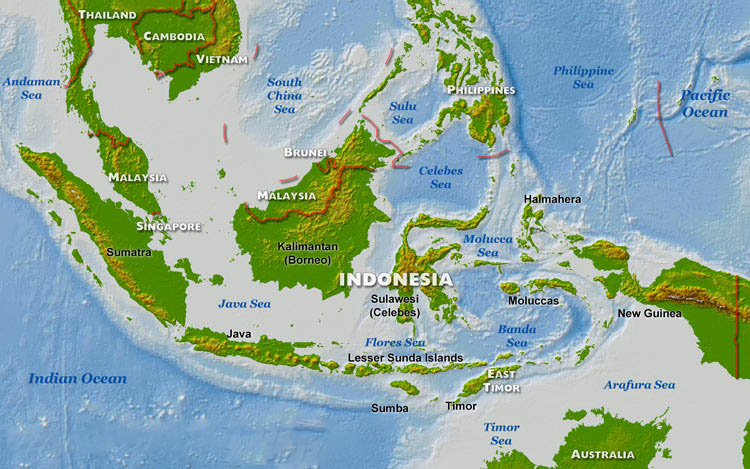 THAILAND
CAMBODIA
VIETNAM
Andaman
Sea
South
China
Sea
Sulu
Sea
PHILIPPINES
Philippine
Sea
Pacific
Ocean
MALAYSIA
BRUNEI
MALAYSIA
Celebes
Sea
SINGAPORE
Halmahera
Sumatra
Kalimantan
(Borneo)
Molucca
Sea
INDONESIA
Java Sea
Sulawesi
(Celebes)
Moluccas
New Guinea
Java
Flores Sea
Banda
Sea
Lesser Sunda Islands
Indian Ocean
EAST
TIMOR
Arafura Sea
Sumba
Timor
Timor
Sea
AUSTRALIA